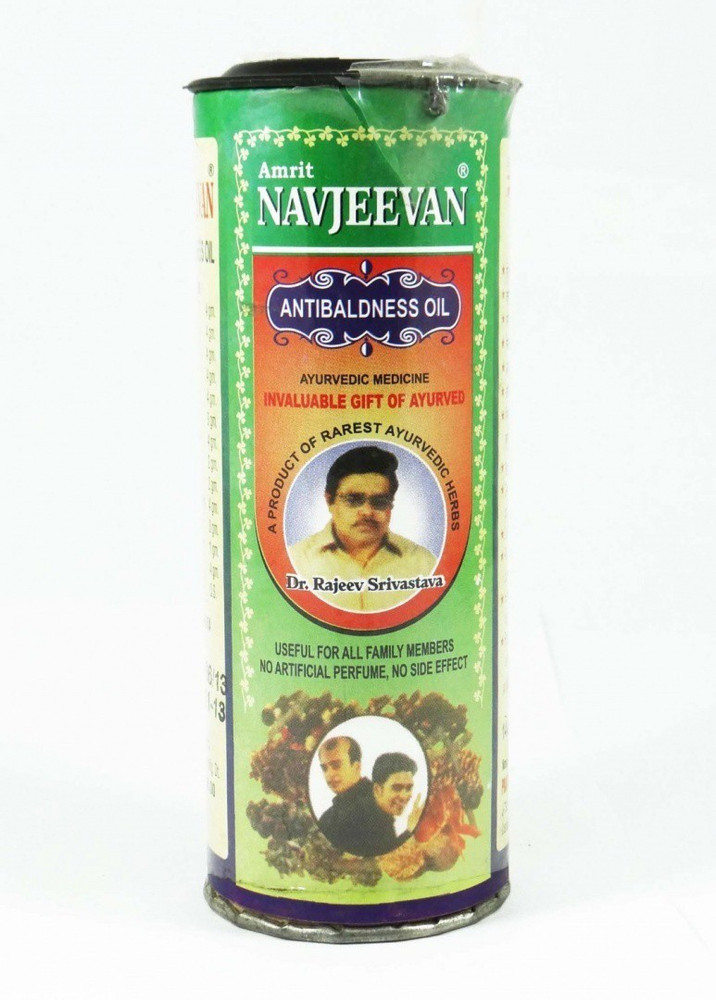 Amrit ®
NAVJEEVAN
ANTIBALDNESS OIL
AYURVEDIC MEDICINE
INVALUABLE GIFT OF AYURVED
A PRODUCT OF RAREST AYURVEDIC HERBS
Dr. Rajeev Srivastava
USEFUL FOR ALL FAMILY MEMBERS
NO ARTIFICIAL PERFUME, NO SIDE EFFECT